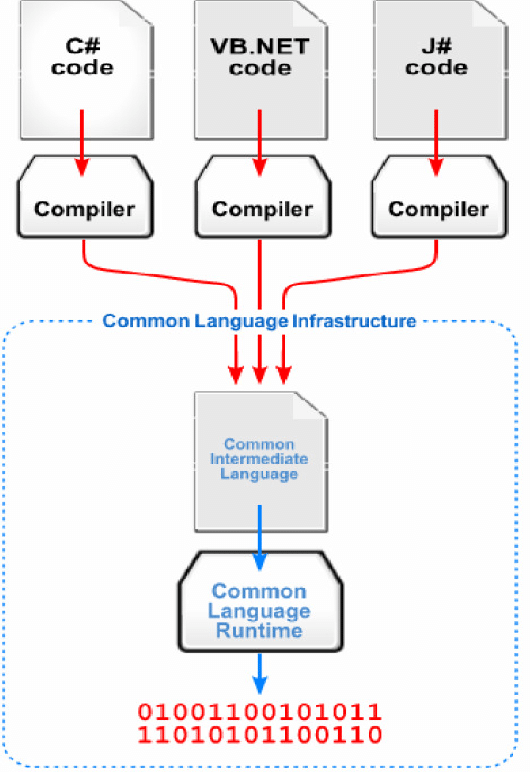 C#
code
VB.NET
code
J#
code
Compiler
Compiler
Compiler
Common Language Infrastructure
Common
Intermediate
Language
Common
Language
Runtime
01001100101011
11010101100110